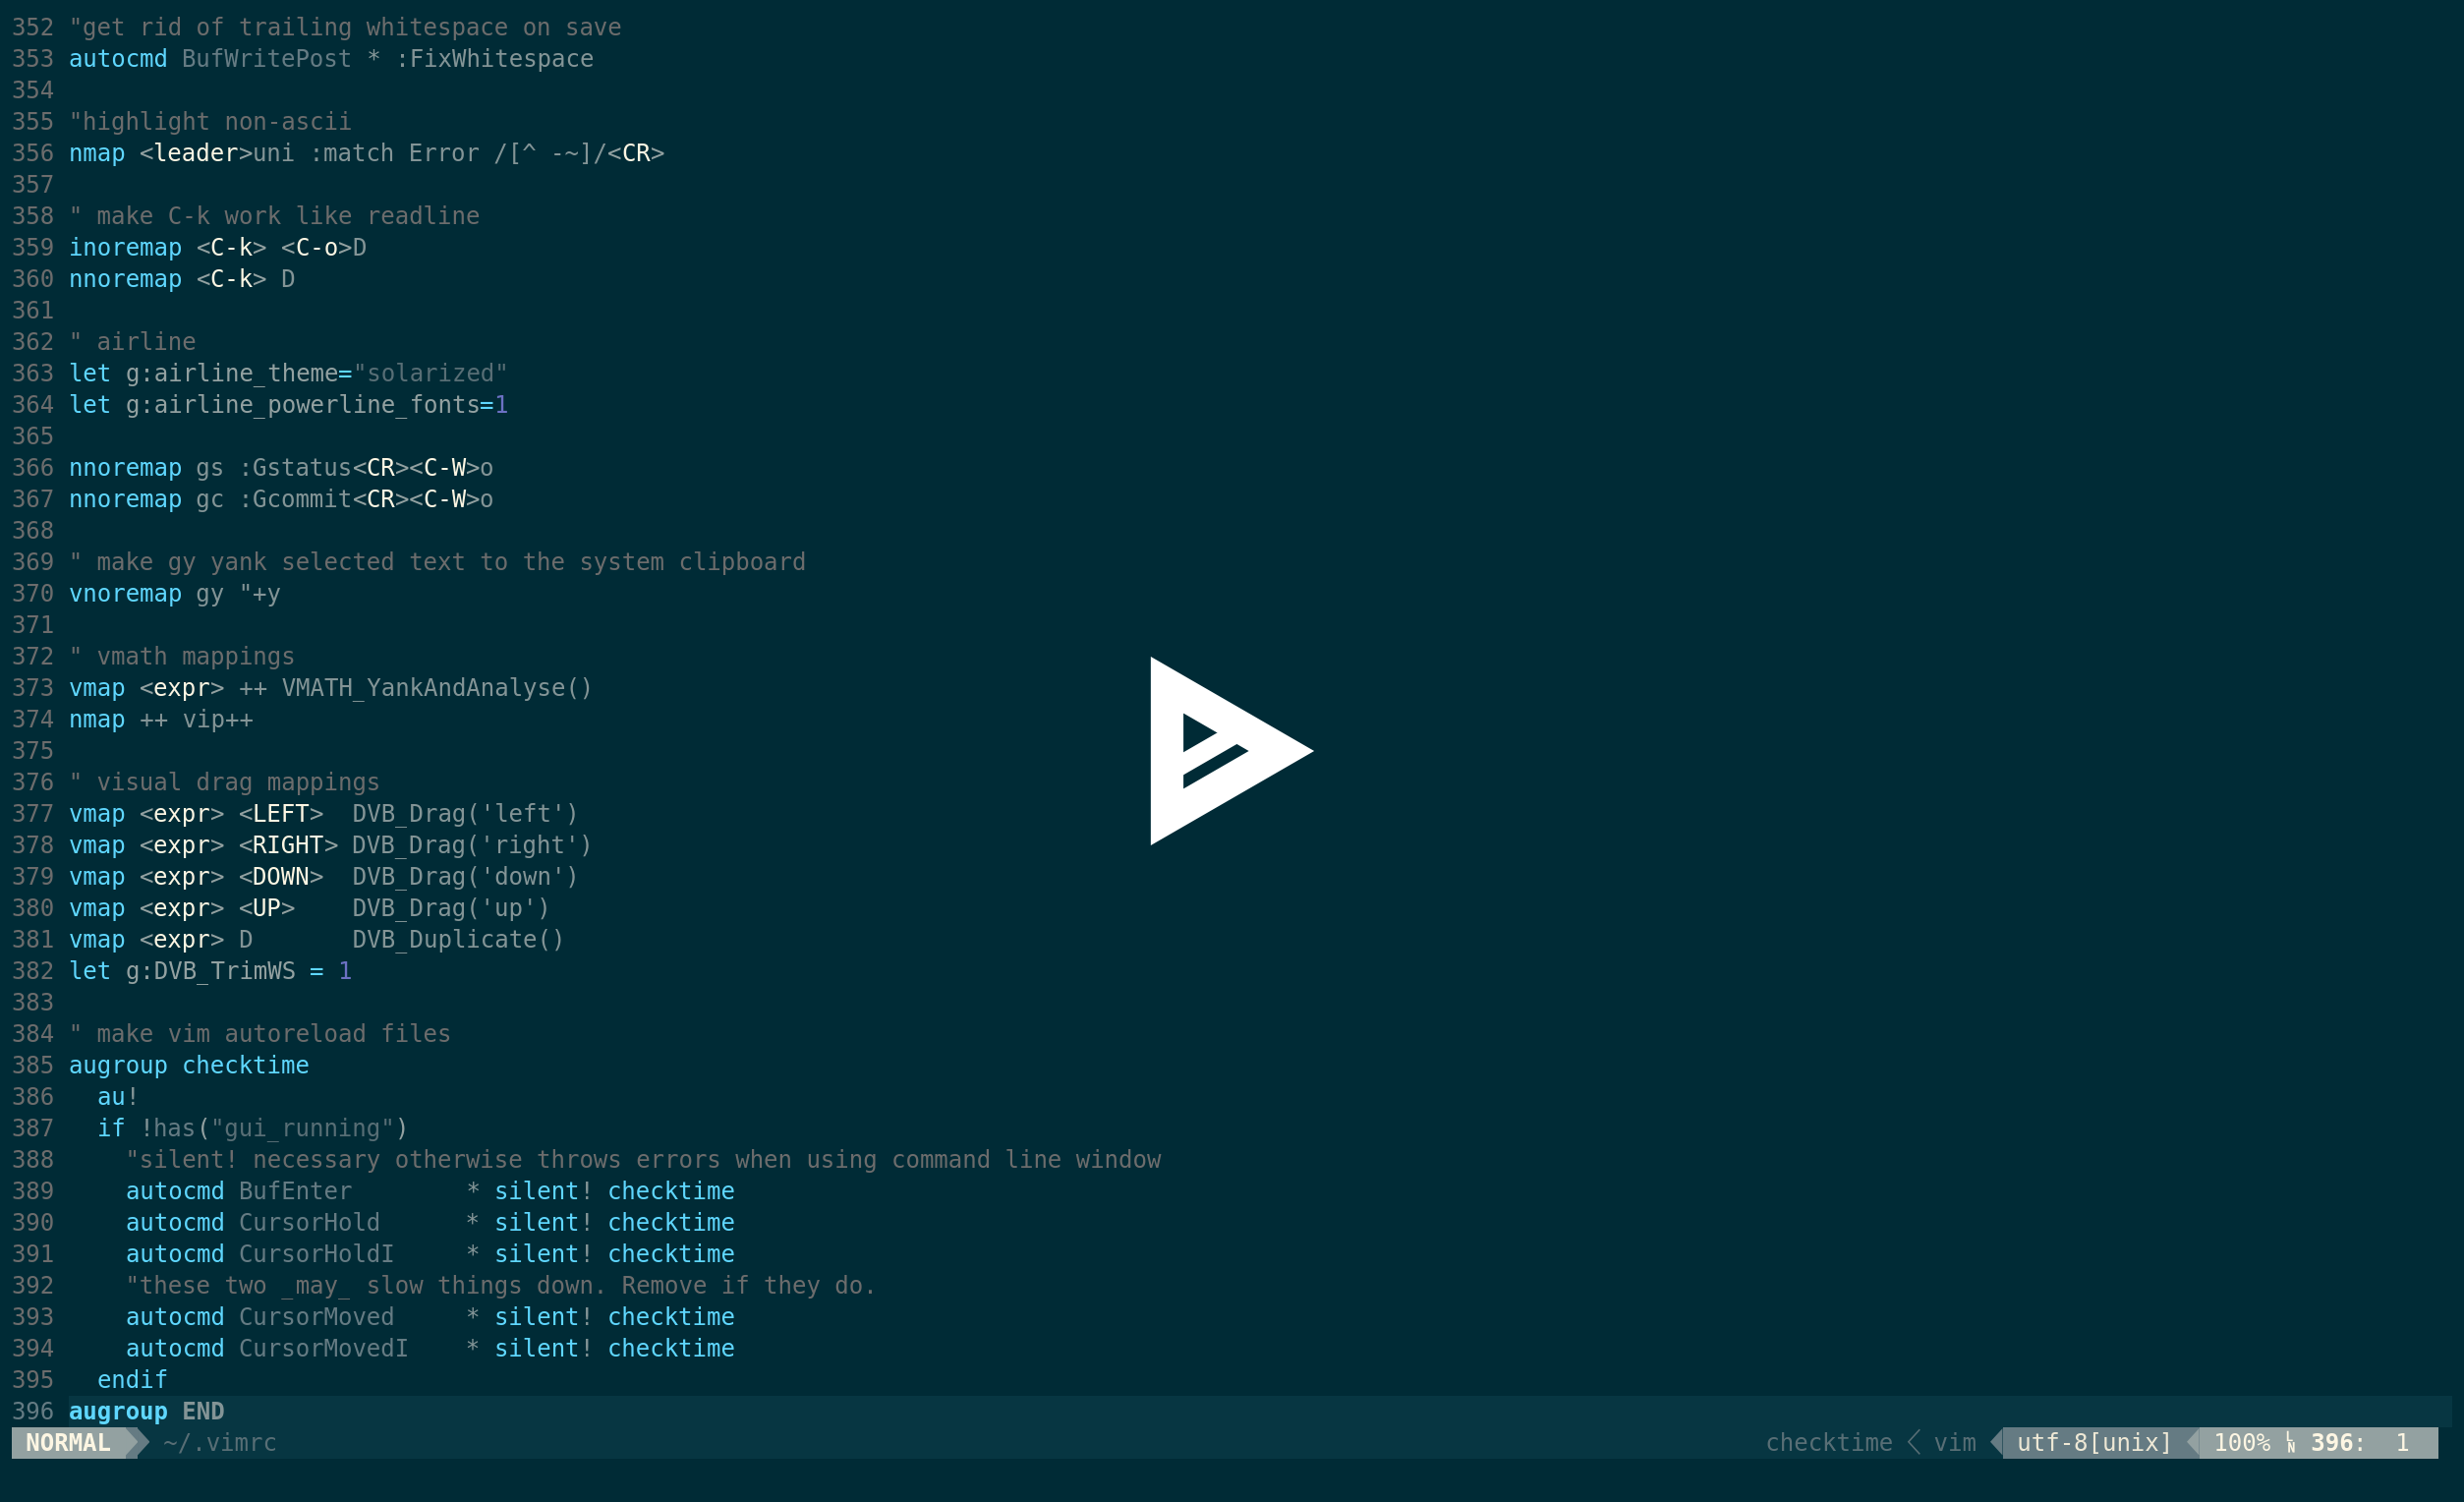 352 "get rid of trailing whitespace on save
353 autocmd BufWritePost * :FixWhitespace
354
355 "highlight non-ascii
356 nmap <leader>uni :match Error /[^ -~]/<CR>
357
358 " make C-k work like readline
359 inoremap <C-k> <C-o>D
360 nnoremap <C-k> D
361
362 " airline
363 let g:airline_theme="solarized"
364 let g:airline_powerline_fonts=1
365
366 nnoremap gs :Gstatus<CR><C-W>o
367 nnoremap gc :Gcommit<CR><C-W>o
368
369 " make gy yank selected text to the system clipboard
370 vnoremap gy "+y
371
372 " vmath mappings
373 vmap <expr> ++ VMATH_YankAndAnalyse()
374 nmap ++ vip++
375
376 " visual drag mappings
377 vmap <expr> <LEFT>  DVB_Drag('left')
378 vmap <expr> <RIGHT> DVB_Drag('right')
379 vmap <expr> <DOWN>  DVB_Drag('down')
380 vmap <expr> <UP>    DVB_Drag('up')
381 vmap <expr> D       DVB_Duplicate()
382 let g:DVB_TrimWS = 1
383
384 " make vim autoreload files
385 augroup checktime
386   au!
387   if !has("gui_running")
388     "silent! necessary otherwise throws errors when using command line window
389     autocmd BufEnter        * silent! checktime
390     autocmd CursorHold      * silent! checktime
391     autocmd CursorHoldI     * silent! checktime
392     "these two _may_ slow things down. Remove if they do.
393     autocmd CursorMoved     * silent! checktime
394     autocmd CursorMovedI    * silent! checktime
395   endif
396 augroup END
NORMAL ~/.vimrc checktime vim utf-8[unix] 100% LN 396: 1